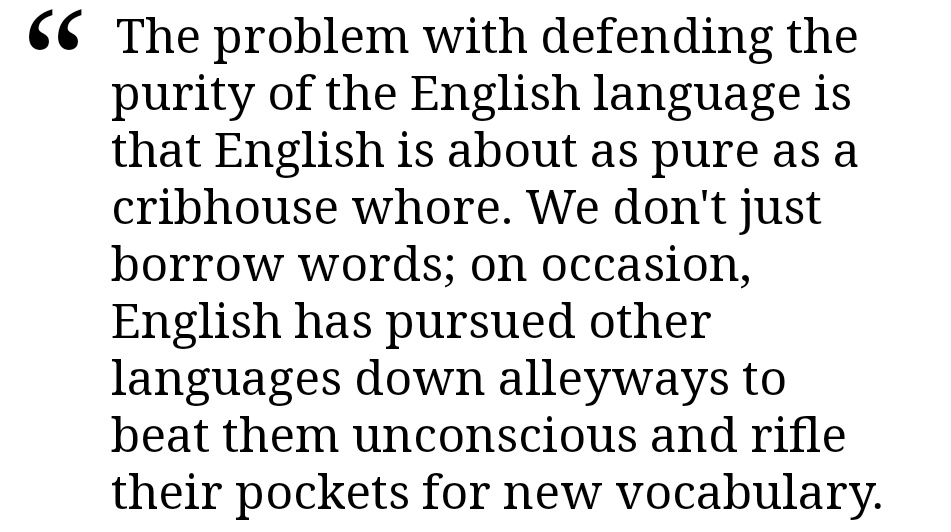 “ The problem with defending the
purity of the English language is
that English is about as pure as a
cribhouse whore. We don't just
borrow words; on occasion,
English has pursued other
languages down alleyways to
beat them unconscious and rifle
their pockets for new vocabulary.